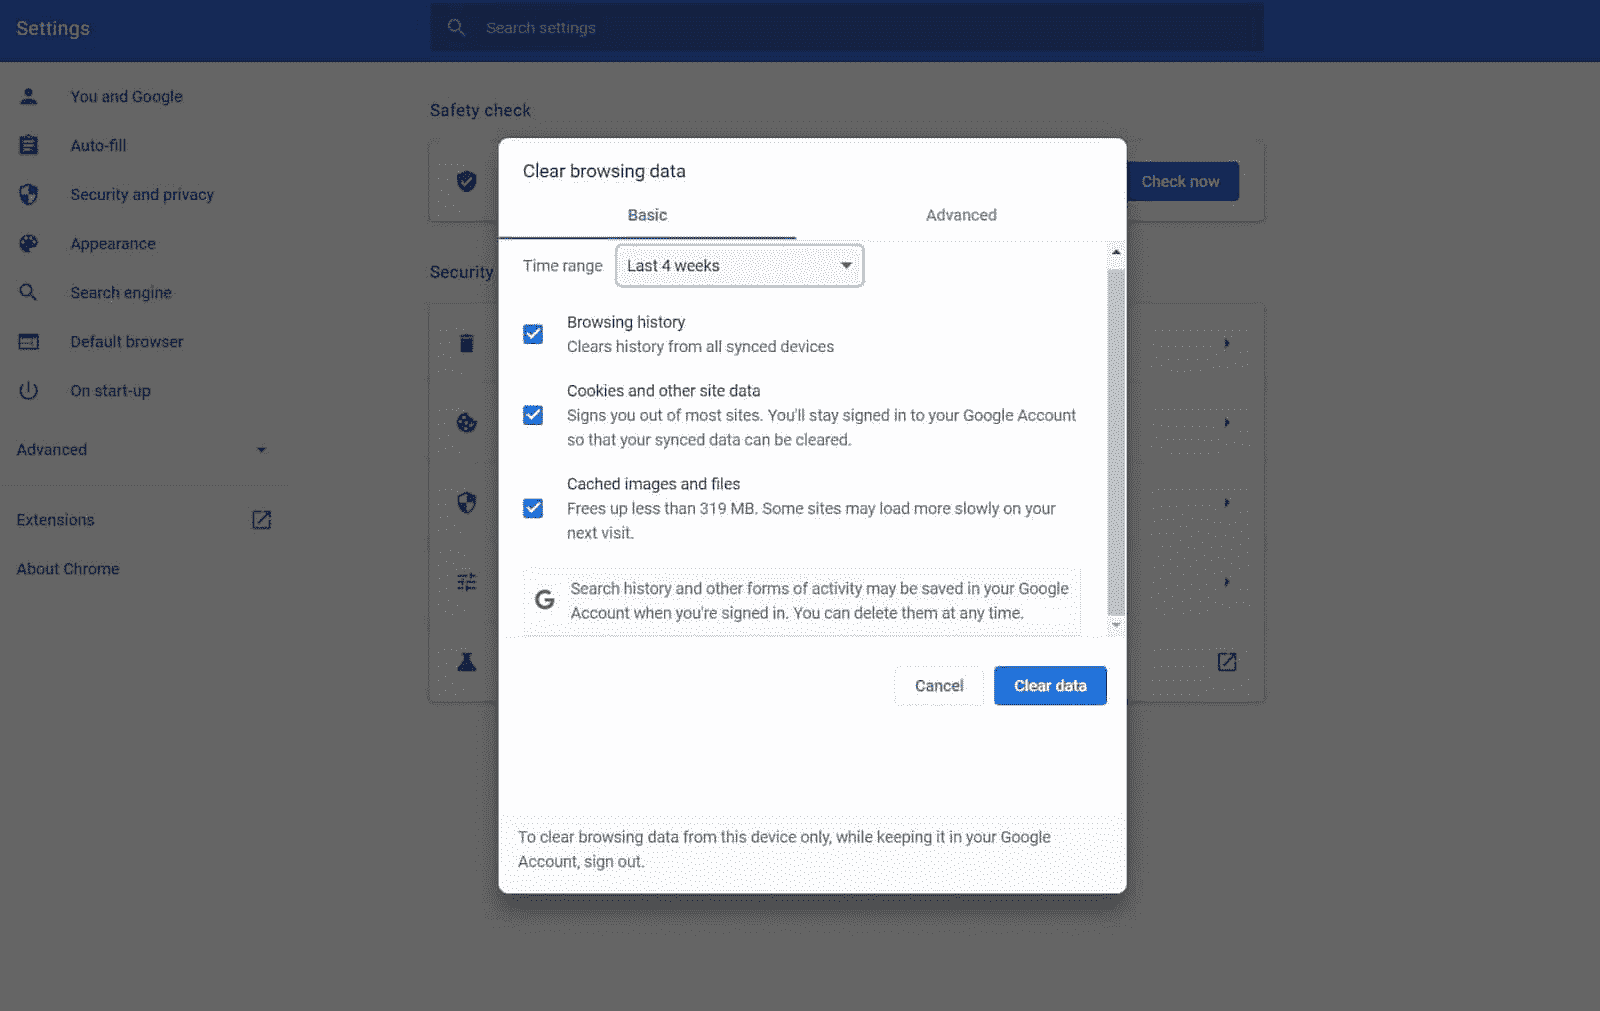 Settings
Search settings
You and Google
Auto-fill
Security and privacy
Appearance
Search engine
Default browser
On start-up
Advanced
Extensions
About Chrome
Safety check
Check now
Security
Clear browsing data
Basic
Advanced
Time range
Last 4 weeks
Browsing history
Clears history from all synced devices
Cookies and other site data
Signs you out of most sites. You'll stay signed in to your Google Account
so that your synced data can be cleared.
Cached images and files
Frees up less than 319 MB. Some sites may load more slowly on your
next visit.
G
Search history and other forms of activity may be saved in your Google
Account when you're signed in. You can delete them at any time.
Cancel
Clear data
To clear browsing data from this device only, while keeping it in your Google
Account, sign out.